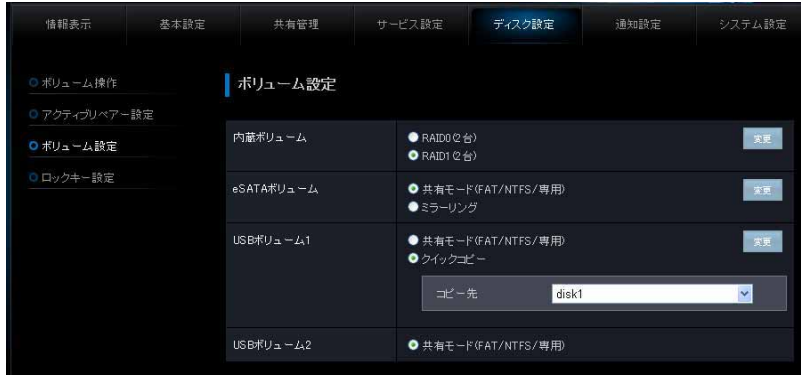 情報表示 基本設定 共有管理 サービス設定 ディスク設定 通知設定 システム設定
ボリューム操作
アクティブリペアー設定
ボリューム設定
ロックキー設定
ボリューム設定
内蔵ボリューム
RAID0(2台)
RAID1(2台)
変更
eSATAボリューム
共有モード(FAT/NTFS/専用)
ミラーリング
変更
USBボリューム1
共有モード(FAT/NTFS/専用)
クイックコピー
変更
コピー先 disk1
USBボリューム2
共有モード(FAT/NTFS/専用)